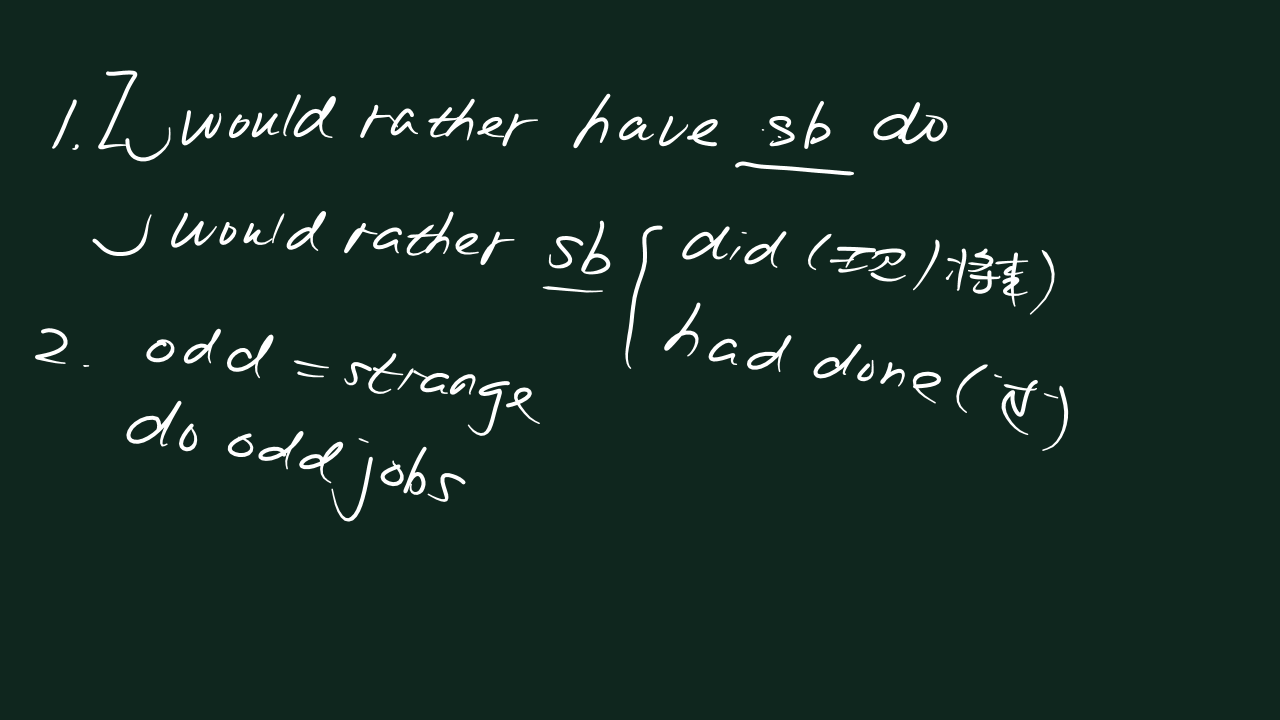 1. would rather have sb do
would rather sb { did (现) 将来)
had done (过)
2. odd = strange
do odd jobs